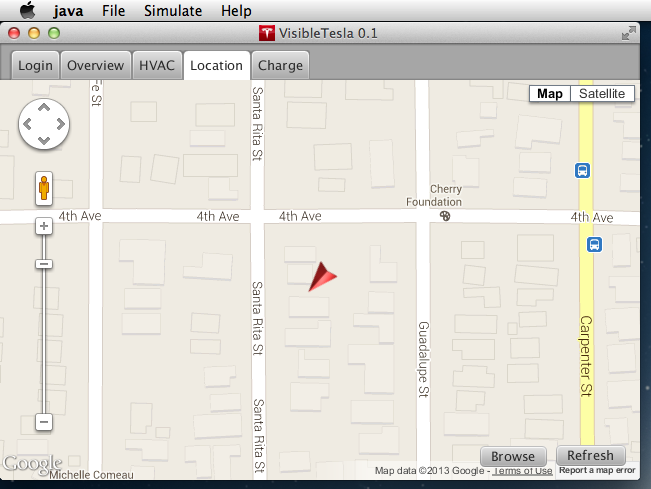 java File Simulate Help
VisibleTesla 0.1
Login Overview HVAC Location Charge
Map Satellite
Santa Rita St
Cherry
Foundation
4th Ave 4th Ave 4th Ave 4th Ave
Santa Rita St
Guadalupe St
Carpenter St
Santa Rita St
Browse Refresh
Google
Map data ©2013 Google - Terms of Use Report a map error
Michelle Comeau